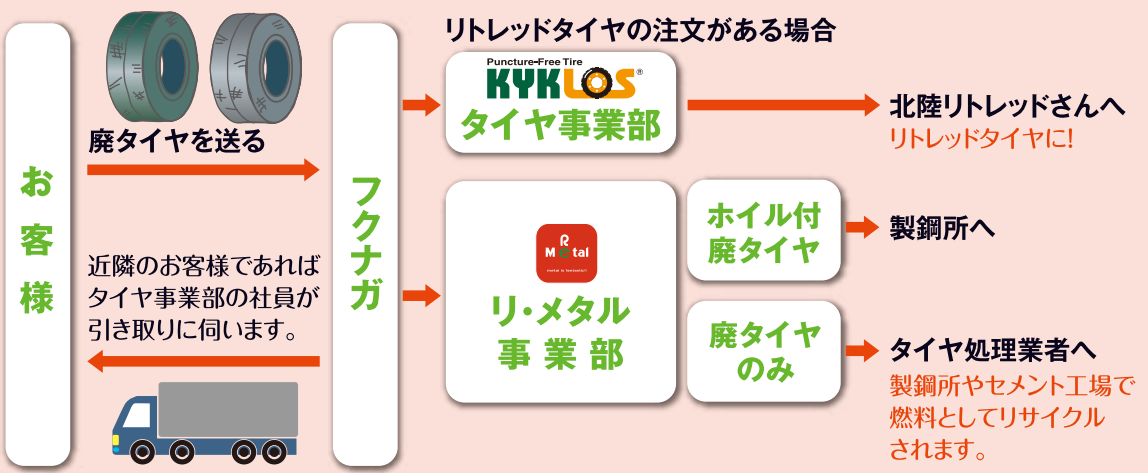 お客様
廃タイヤを送る
近隣のお客様であれば
タイヤ事業部の社員が
引き取りに伺います。
フクナガ
リトレッドタイヤの注文がある場合
Puncture-Free Tire
KYKLOS®
タイヤ事業部
北陸リトレッドさんへ
リトレッドタイヤに!
R
Metal
リ・メタル
事業部
ホイル付
廃タイヤ
製鋼所へ
廃タイヤ
のみ
タイヤ処理業者へ
製鋼所やセメント工場で
燃料としてリサイクル
されます。